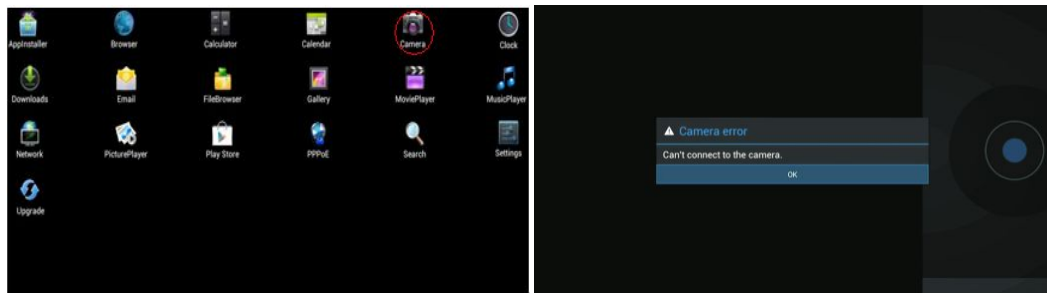 AppInstaller Browser Calculator Calendar Camera Clock
Downloads Email FileBrowser Gallery MoviePlayer MusicPlayer
Network PicturePlayer Play Store PPPoE Search Settings
Upgrade
Camera error
Can't connect to the camera.
OK